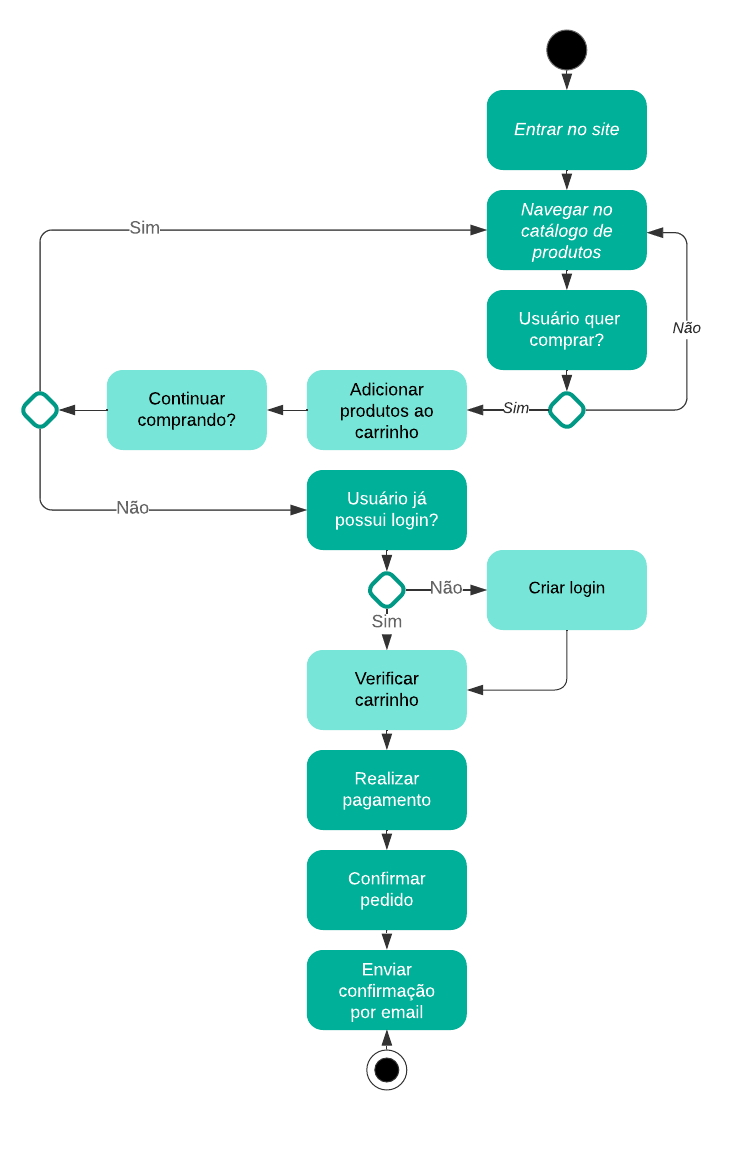 Entrar no site
Navegar no
catálogo de
produtos
Sim
Usuário quer
comprar?
Não
Sim
Adicionar
produtos ao
carrinho
Continuar
comprando?
Não
Usuário já
possui login?
Não
Criar login
Sim
Verificar
carrinho
Realizar
pagamento
Confirmar
pedido
Enviar
confirmação
por email